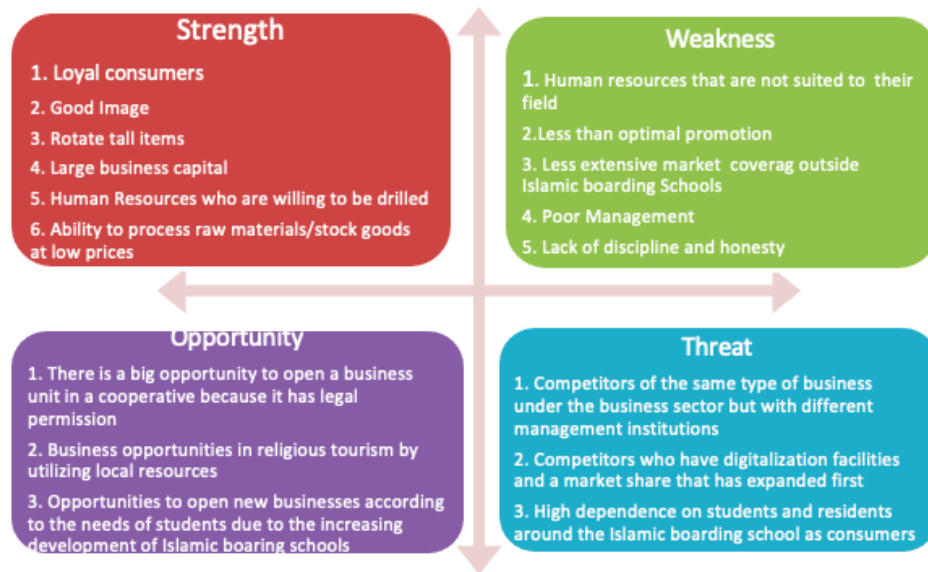 Strength
1. Loyal consumers
2. Good Image
3. Rotate tall items
4. Large business capital
5. Human Resources who are willing to be drilled
6. Ability to process raw materials/stock goods
at low prices
Weakness
1. Human resources that are not suited to their
field
2.Less than optimal promotion
3. Less extensive market coverag outside
Islamic boarding Schools
4. Poor Management
5. Lack of discipline and honesty
Opportunity
1. There is a big opportunity to open a business
unit in a cooperative because it has legal
permission
2. Business opportunities in religious tourism by
utilizing local resources
3. Opportunities to open new businesses according
to the needs of students due to the increasing
development of Islamic boaring schools
Threat
1. Competitors of the same type of business
under the business sector but with different
management institutions
2. Competitors who have digitalization facilities
and a market share that has expanded first
3. High dependence on students and residents
around the Islamic boarding school as consumers